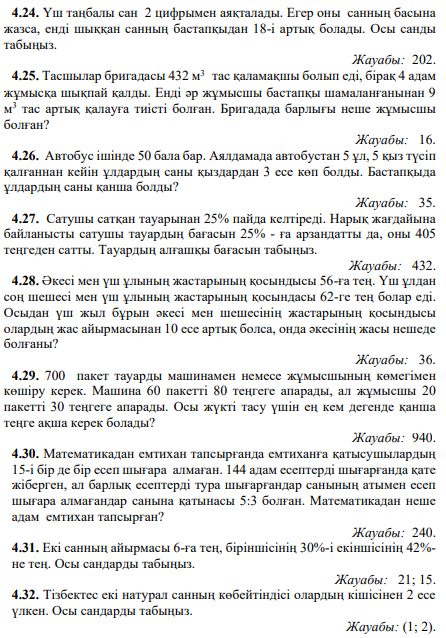 4.24. Үш таңбалы сан 2 цифрымен аяқталады. Егер оны санның басына
жазса, енді шыққан санның бастапқыдан 18-і артық болады. Осы санды
табыңыз.
Жауабы: 202.
4.25. Тасшылар бригадасы 432 м³ тас қаламақшы болып еді, бірақ 4 адам
жұмысқа шықпай қалды. Енді әр жұмысшы бастапқы шамаланғанынан 9
м³ тас артық қалауға тиісті болған. Бригадада барлығы неше жұмысшы
болған?
Жауабы: 16.
4.26. Автобус ішінде 50 бала бар. Аялдамада автобустан 5 ұл, 5 қыз түсіп
қалғаннан кейін ұлдардың саны қыздардан 3 есе көп болды. Бастапқыда
ұлдардың саны қанша болды?
Жауабы: 35.
4.27. Сатушы сатқан тауарынан 25% пайда келтіреді. Нарық жағдайына
байланысты сатушы тауардың бағасын 25% - ға арзандатты да, оны 405
теңгеден сатты. Тауардың алғашқы бағасын табыңыз.
Жауабы: 432.
4.28. Әкесі мен үш ұлының жастарының қосындысы 56-ға тең. Үш ұлдан
соң шешесі мен үш ұлының жастарының қосындасы 62-ге тең болар еді.
Осыдан үш жыл бұрын әкесі мен шешесінің жастарының қосындысы
олардың жас айырмасынан 10 есе артық болса, онда әкесінің жасы нешеде
болғаны?
Жауабы: 36.
4.29. 700 пакет тауарды машинамен немесе жұмысшының көмегімен
көшіру керек. Машина 60 пакетті 80 теңгеге апарады, ал жұмысшы 20
пакетті 30 теңгеге апарады. Осы жүкті тасу үшін ең кем дегенде қанша
теңге ақша керек болады?
Жауабы: 940.
4.30. Математикадан емтихан тапсырғанда емтиханға қатысушылардың
15-і бір де бір есеп шығара алмаған. 144 адам есептерді шығарғанда қате
жіберген, ал барлық есептерді тура шығарғандар санының атымен есеп
шығара алмағандар санына қатынасы 5:3 болған. Математикадан неше
адам емтихан тапсырған?
Жауабы: 240.
4.31. Екі санның айырмасы 6-ға тең, біріншісінің 30%-і екіншісінің 42%-
не тең. Осы сандарды табыңыз.
Жауабы: 21; 15.
4.32. Тізбектес екі натурал санның көбейтіндісі олардың кішісінен 2 есе
үлкен. Осы сандарды табыңыз.
Жауабы: (1; 2).